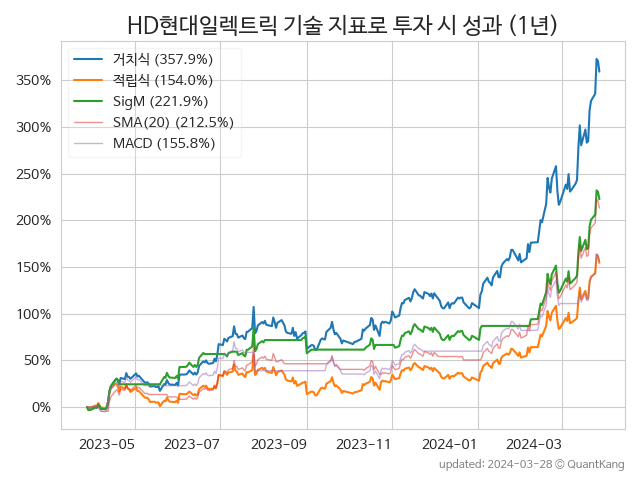 HD현대일렉트릭 기술 지표로 투자 시 성과 (1년)
거치식 (357.9%)
적립식 (154.0%)
SigM (221.9%)
SMA(20) (212.5%)
MACD (155.8%)
350%
300%
250%
200%
150%
100%
50%
0%
2023-05 2023-07 2023-09 2023-11 2024-01 2024-03
updated: 2024-03-28 © QuantKang